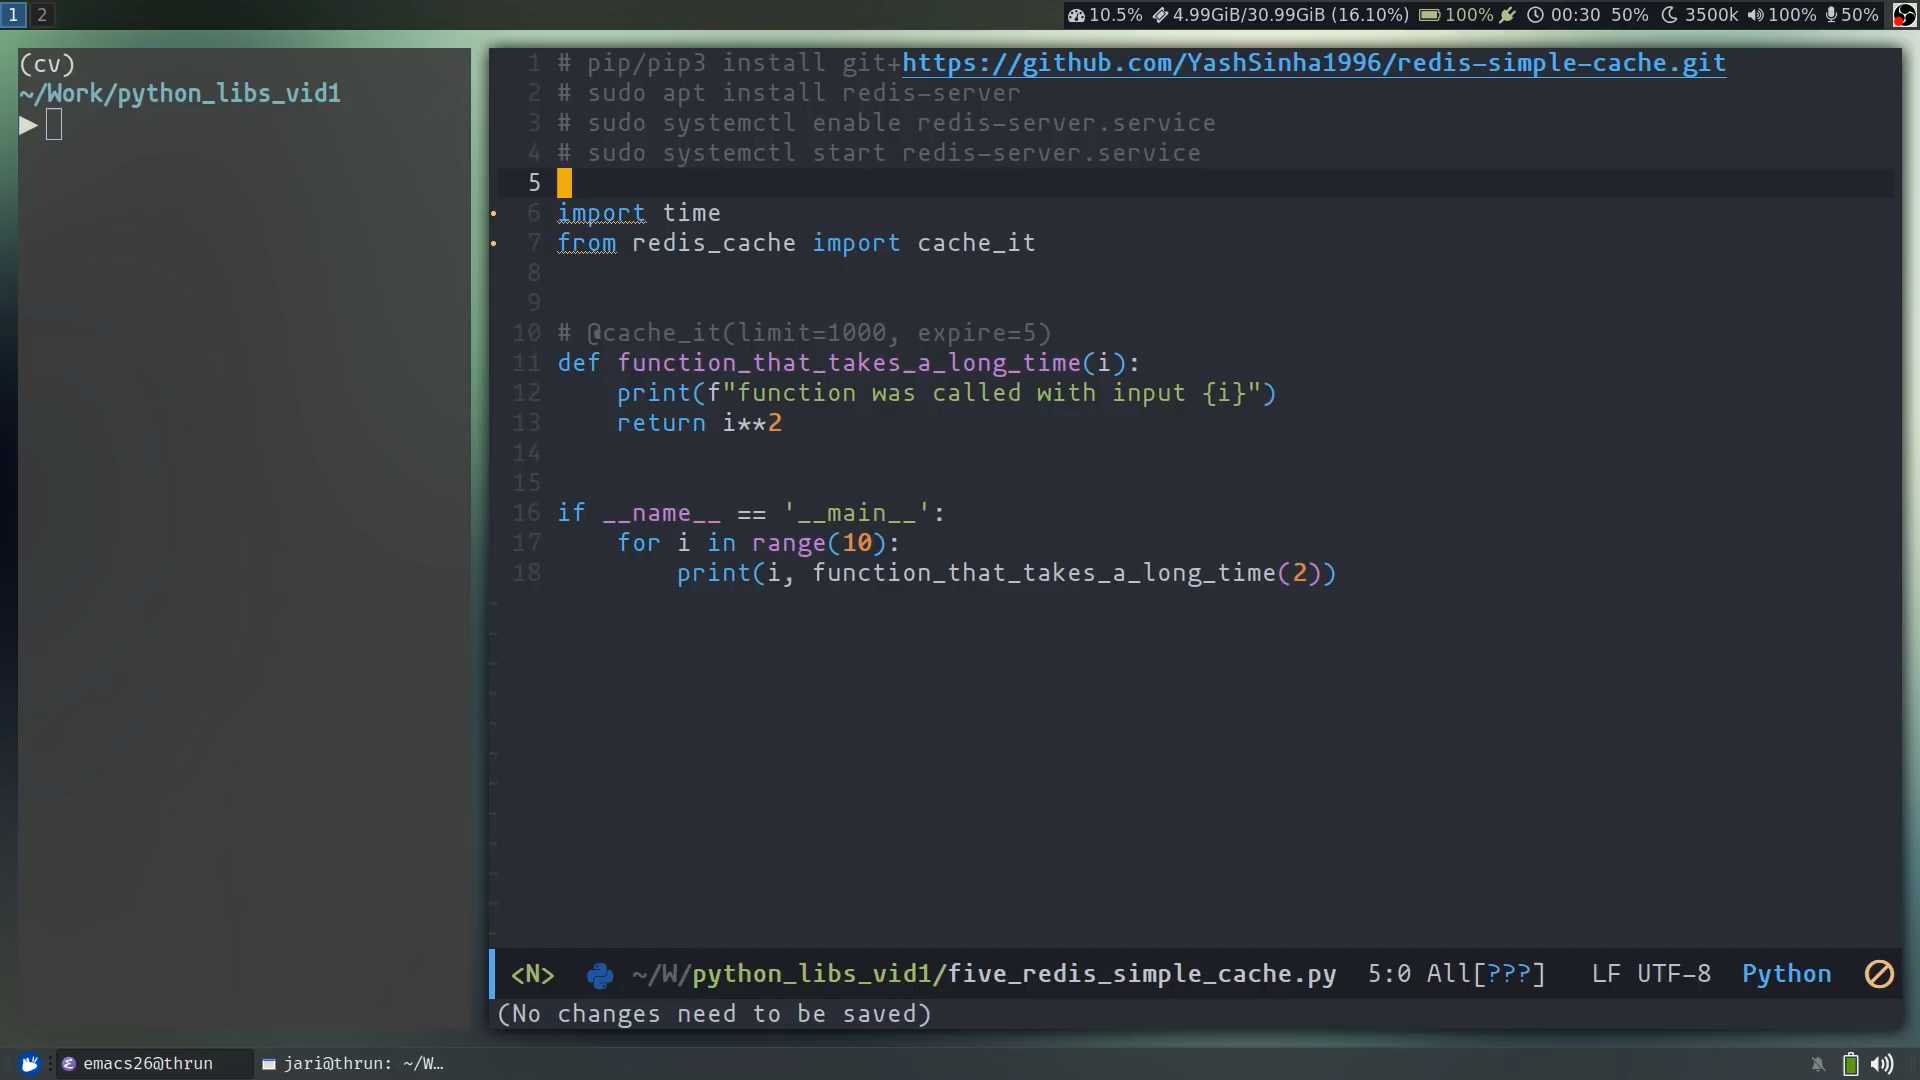 1 2 10.5% 4.99GiB/30.99GiB (16.10%) 100% 00:30 50% 3500k 100% 50%
(cv)
~/Work/python_libs_vid1
1 # pip/pip3 install git+https://github.com/YashSinha1996/redis-simple-cache.git
2 # sudo apt install redis-server
3 # sudo systemctl enable redis-server.service
4 # sudo systemctl start redis-server.service
5
6 import time
7 from redis_cache import cache_it
8
9
10 # @cache_it(limit=1000, expire=5)
11 def function_that_takes_a_long_time(i):
12     print(f"function was called with input {i}")
13     return i**2
14
15
16 if __name__ == '__main__':
17     for i in range(10):
18         print(i, function_that_takes_a_long_time(2))
~
~
~
~
~
~
~
~
~
~
~
~
<N> ~/W/python_libs_vid1/five_redis_simple_cache.py 5:0 All[???] LF UTF-8 Python
(No changes need to be saved)
emacs26@thrun jari@thrun: ~/W...